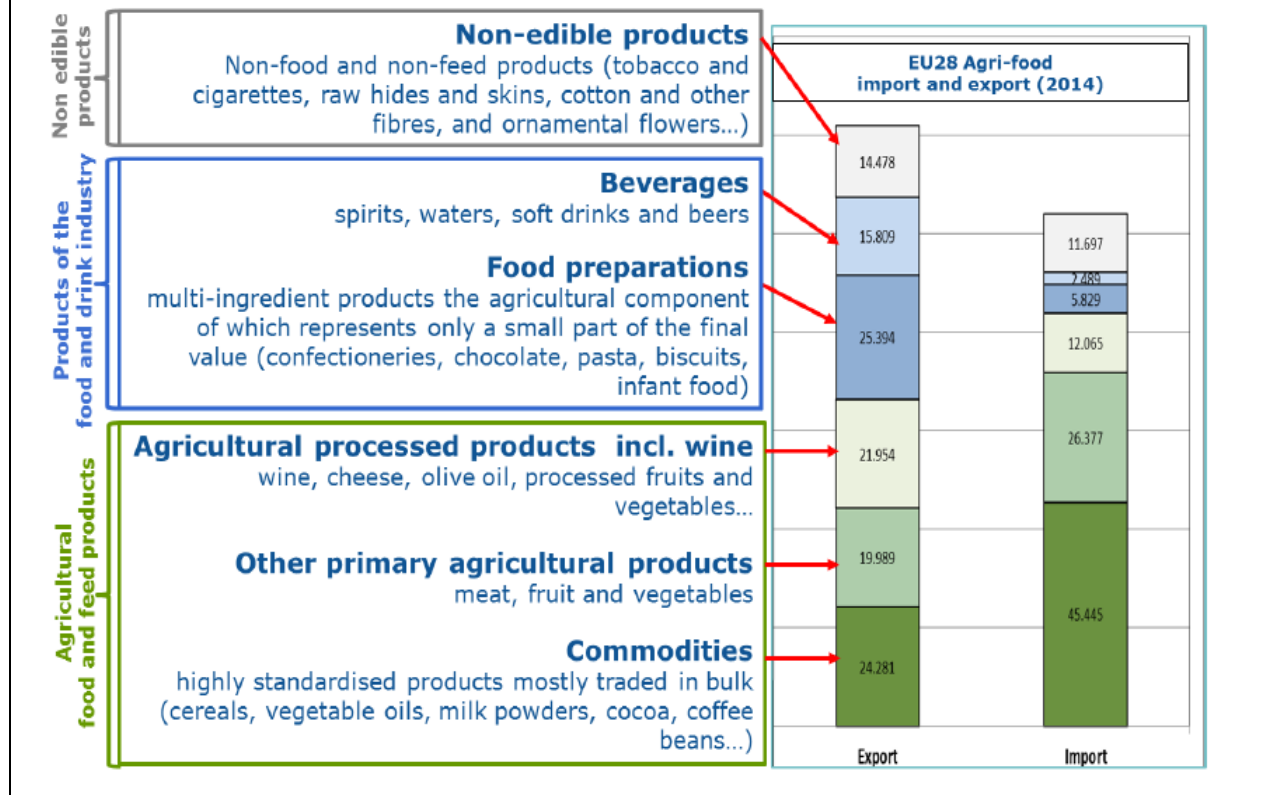 Non edible
products
Non-edible products
Non-food and non-feed products (tobacco and
cigarettes, raw hides and skins, cotton and other
fibres, and ornamental flowers...)
Products of the
food and drink industry
Beverages
spirits, waters, soft drinks and beers
Food preparations
multi-ingredient products the agricultural component
of which represents only a small part of the final
value (confectioneries, chocolate, pasta, biscuits,
infant food)
Agricultural
food and feed products
Agricultural processed products incl. wine
wine, cheese, olive oil, processed fruits and
vegetables...
Other primary agricultural products
meat, fruit and vegetables
Commodities
highly standardised products mostly traded in bulk
(cereals, vegetable oils, milk powders, cocoa, coffee
beans...)
EU28 Agri-food
import and export (2014)
14.478
15.809
25.394
21.954
19.989
24.281
Export
11.697
2.489
5.829
12.065
26.377
45.445
Import